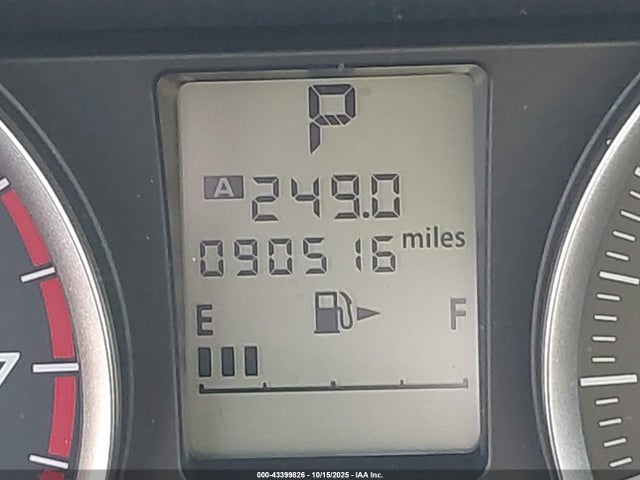 P
A 249.0
090516 miles
E F
000-43399826 - 10/15/2025 - IAA Inc.